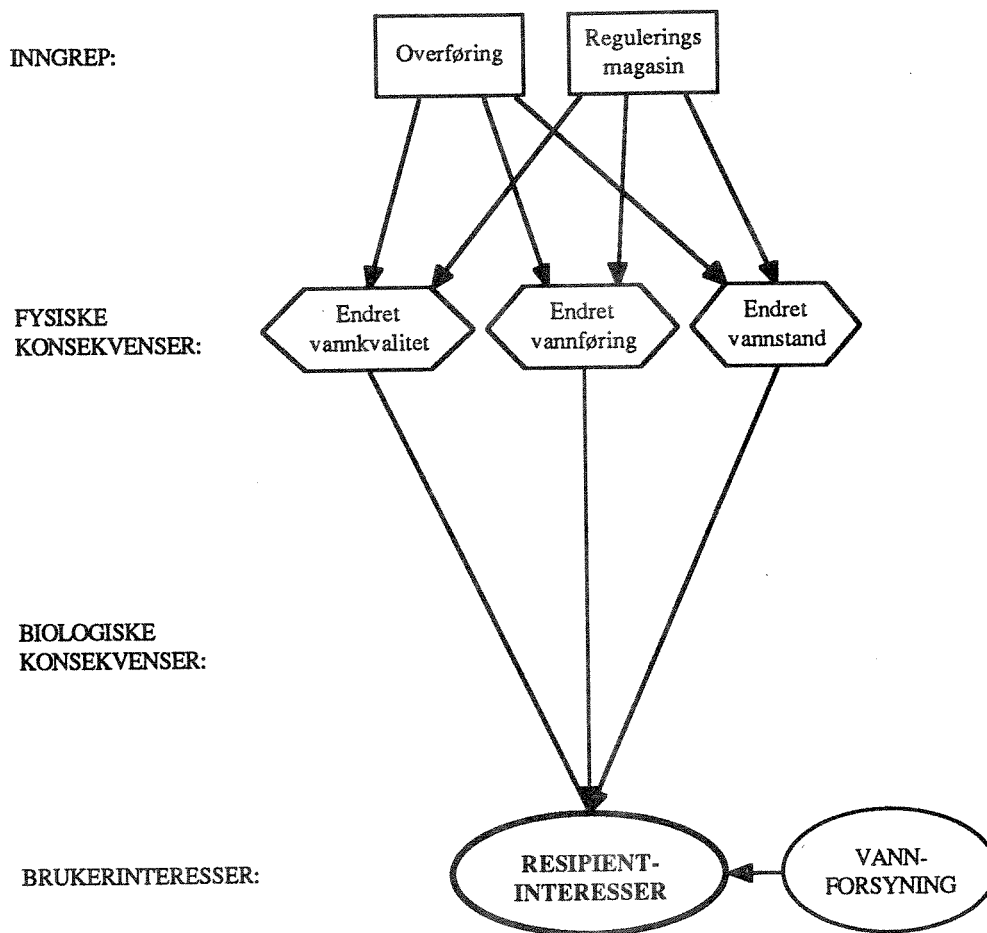 INNGREP:
Overføring
Regulerings
magasin
FYSISKE
KONSEKVENSER:
Endret
vannkvalitet
Endret
vannføring
Endret
vannstand
BIOLOGISKE
KONSEKVENSER:
BRUKERINTERESSER:
RESIPIENT-
INTERESSER
VANN-
FORSYNING